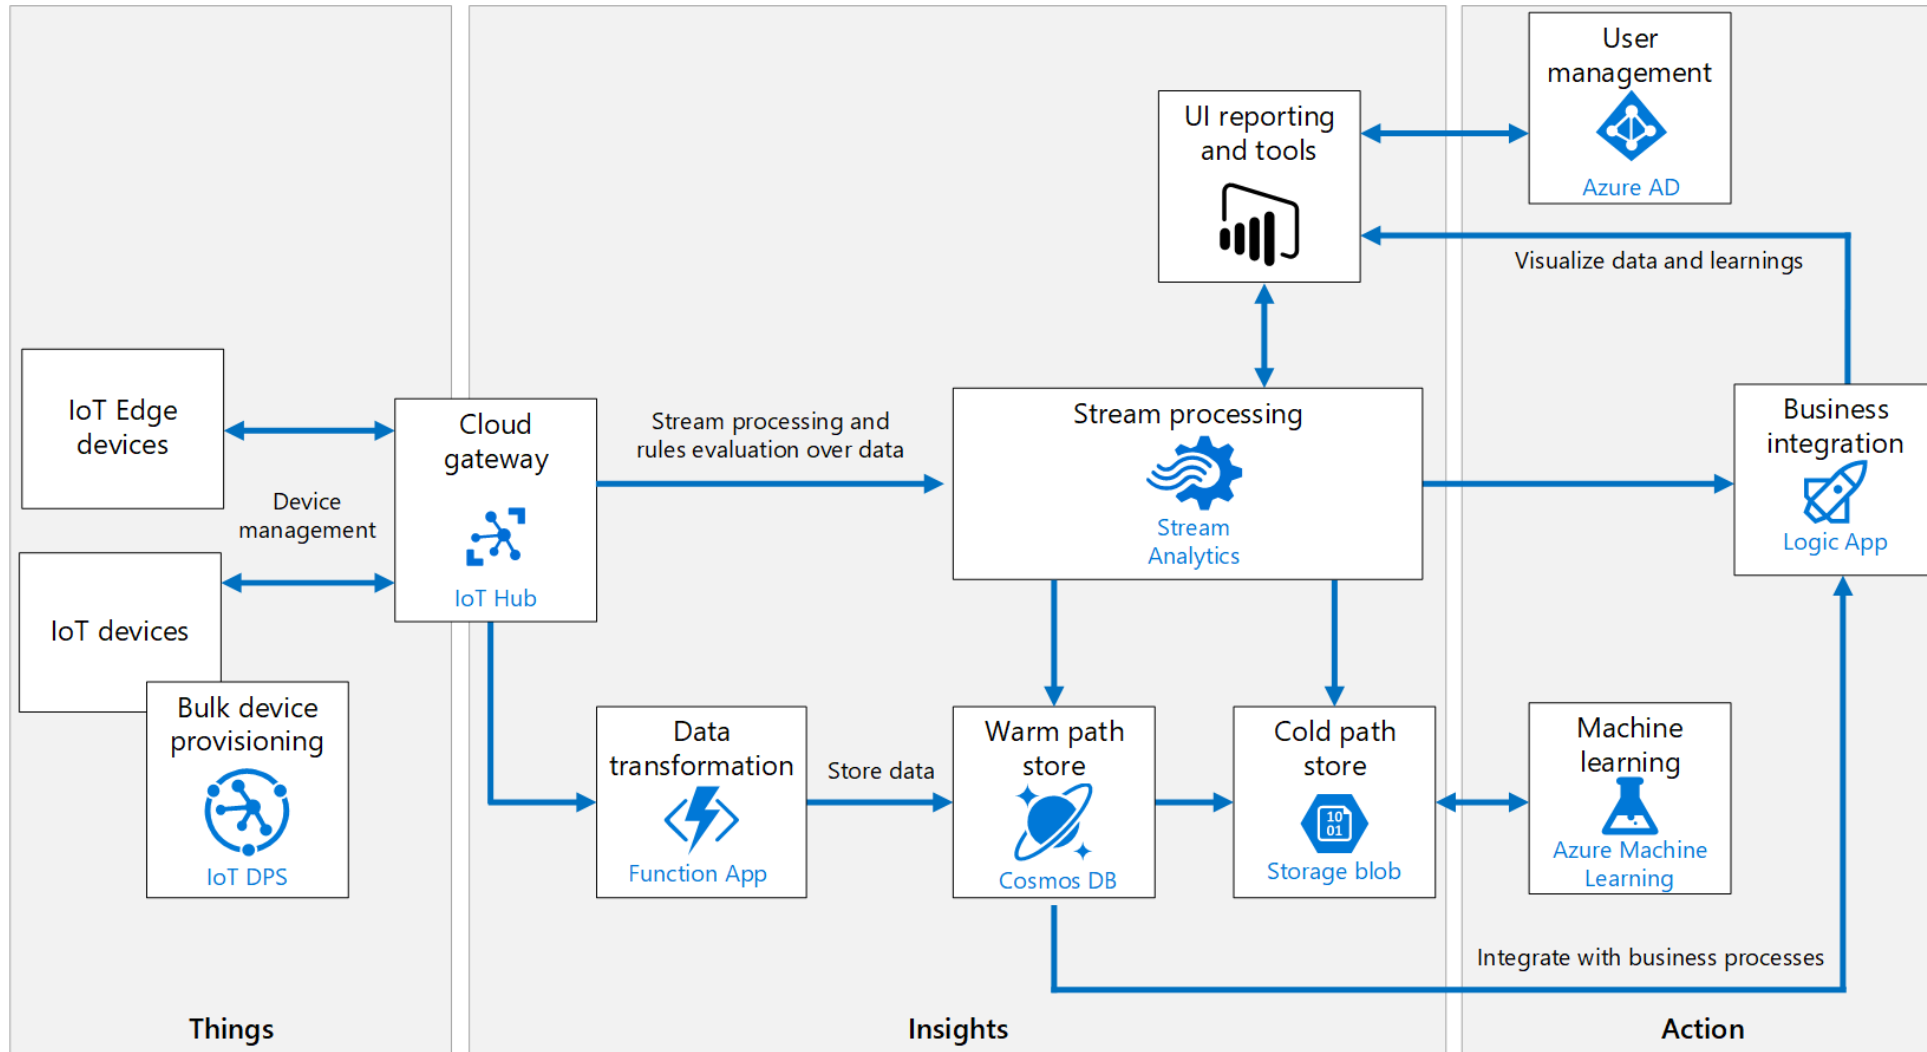 User
management
Azure AD
UI reporting
and tools
Visualize data and learnings
IoT Edge
devices
Device
management
IoT devices
Bulk device
provisioning
IoT DPS
Cloud
gateway
IoT Hub
Stream processing and
rules evaluation over data
Stream processing
Stream
Analytics
Business
integration
Logic App
Data
transformation
Function App
Store data
Warm path
store
Cosmos DB
Cold path
store
10
01
Storage blob
Machine
learning
Azure Machine
Learning
Integrate with business processes
Things
Insights
Action